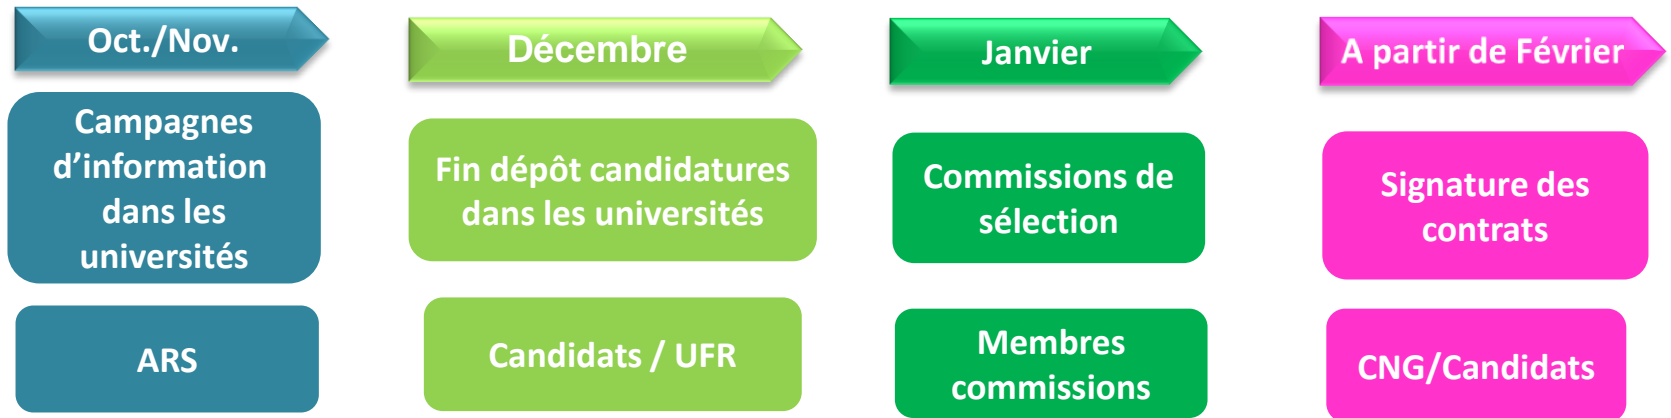 Oct./Nov.
Décembre
Janvier
A partir de Février
Campagnes
d’information
dans les
universités
Fin dépôt candidatures
dans les universités
Commissions de
sélection
Signature des
contrats
ARS
Candidats / UFR
Membres
commissions
CNG/Candidats